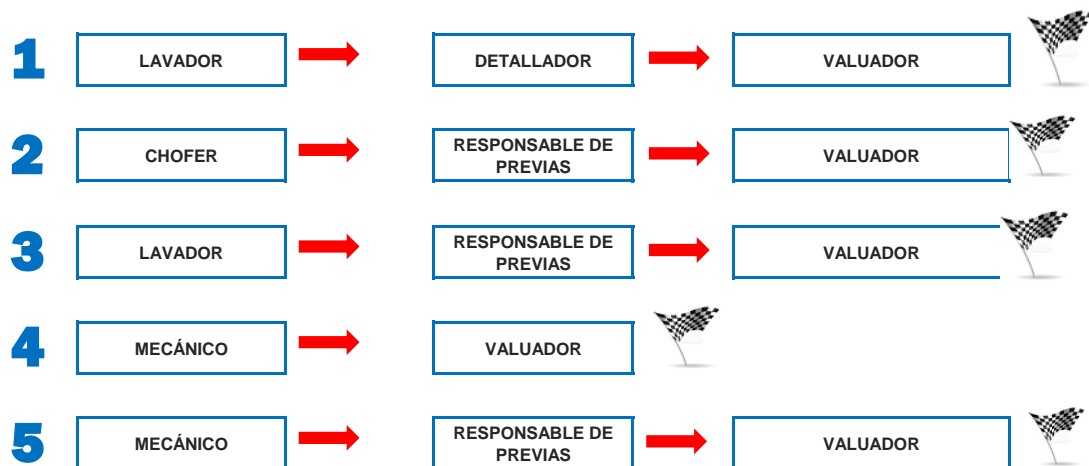 1 LAVADOR DETALLADOR VALUADOR
2 CHOFER RESPONSABLE DE
PREVIAS VALUADOR
3 LAVADOR RESPONSABLE DE
PREVIAS VALUADOR
4 MECÁNICO VALUADOR
5 MECÁNICO RESPONSABLE DE
PREVIAS VALUADOR